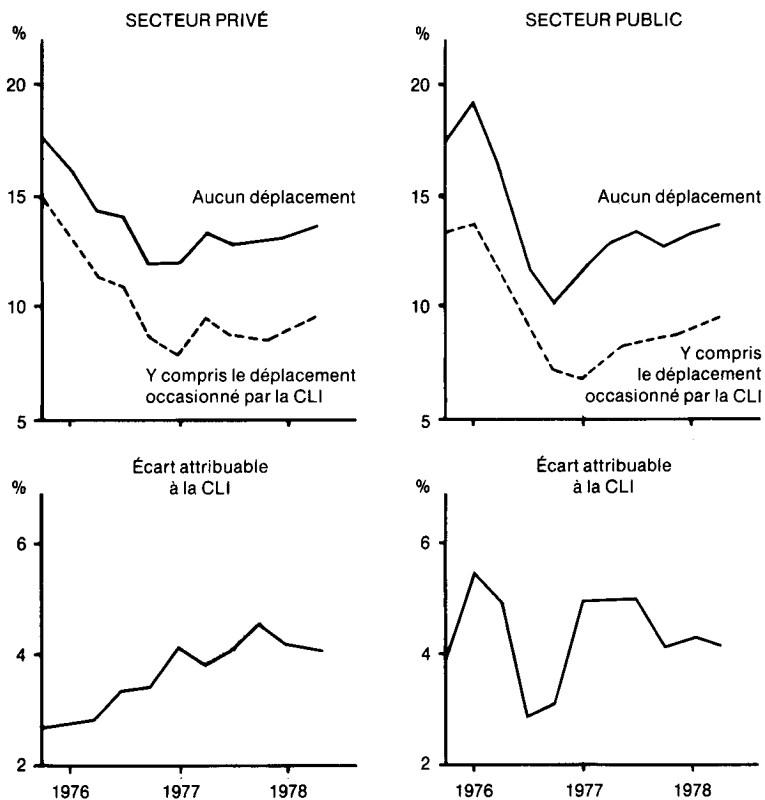 SECTEUR PRIVÉ
%
20
15
10
5
Aucun déplacement
Y compris le déplacement
occasionné par la CLI
SECTEUR PUBLIC
%
20
15
10
5
Aucun déplacement
Y compris
le déplacement
occasionné par la CLI
Écart attribuable
à la CLI
%
6
4
2
1976 1977 1978
Écart attribuable
à la CLI
%
6
4
2
1976 1977 1978